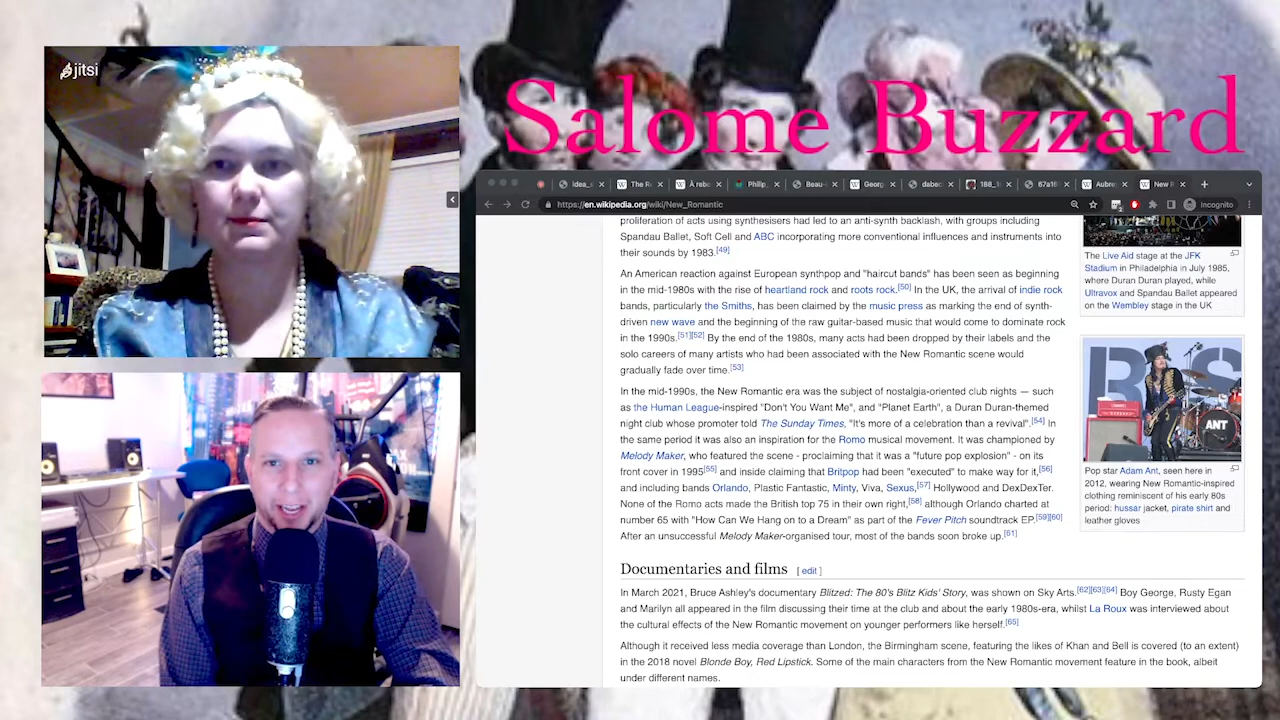 jitsi
Salome Buzzard
idea_c
The R
À rebo
Philip_
Beau-
Georg
dabec
188_1
67a16
Aubre
New R
https://en.wikipedia.org/wiki/New_Romantic
Incognito
proliferation of acts using synthesisers had led to an anti-synth backlash, with groups including
Spandau Ballet, Soft Cell and ABC incorporating more conventional influences and instruments into
their sounds by 1983.[49]
An American reaction against European synthpop and "haircut bands" has been seen as beginning
in the mid-1980s with the rise of heartland rock and roots rock.[50] In the UK, the arrival of indie rock
bands, particularly the Smiths, has been claimed by the music press as marking the end of synth-
driven new wave and the beginning of the raw guitar-based music that would come to dominate rock
in the 1990s.[51][52] By the end of the 1980s, many acts had been dropped by their labels and the
solo careers of many artists who had been associated with the New Romantic scene would
gradually fade over time.[53]
In the mid-1990s, the New Romantic era was the subject of nostalgia-oriented club nights — such
as the Human League-inspired "Don't You Want Me", and "Planet Earth", a Duran Duran-themed
night club whose promoter told The Sunday Times, "It's more of a celebration than a revival".[54] In
the same period it was also an inspiration for the Romo musical movement. It was championed by
Melody Maker, who featured the scene - proclaiming that it was a "future pop explosion" - on its
front cover in 1995[55] and inside claiming that Britpop had been "executed" to make way for it,[56]
and including bands Orlando, Plastic Fantastic, Minty, Viva, Sexus,[57] Hollywood and DexDexTer.
None of the Romo acts made the British top 75 in their own right,[58] although Orlando charted at
number 65 with "How Can We Hang on to a Dream" as part of the Fever Pitch soundtrack EP.[59][60]
After an unsuccessful Melody Maker-organised tour, most of the bands soon broke up.[61]
The Live Aid stage at the JFK
Stadium in Philadelphia in July 1985,
where Duran Duran played, while
Ultravox and Spandau Ballet appeared
on the Wembley stage in the UK
ANT
Pop star Adam Ant, seen here in
2012, wearing New Romantic-inspired
clothing reminiscent of his early 80s
period: hussar jacket, pirate shirt and
leather gloves
Documentaries and films [ edit ]
In March 2021, Bruce Ashley's documentary Blitzed: The 80's Blitz Kids' Story, was shown on Sky Arts.[62][63][64] Boy George, Rusty Egan
and Marilyn all appeared in the film discussing their time at the club and about the early 1980s-era, whilst La Roux was interviewed about
the cultural effects of the New Romantic movement on younger performers like herself.[65]
Although it received less media coverage than London, the Birmingham scene, featuring the likes of Khan and Bell is covered (to an extent)
in the 2018 novel Blonde Boy, Red Lipstick. Some of the main characters from the New Romantic movement feature in the book, albeit
under different names.